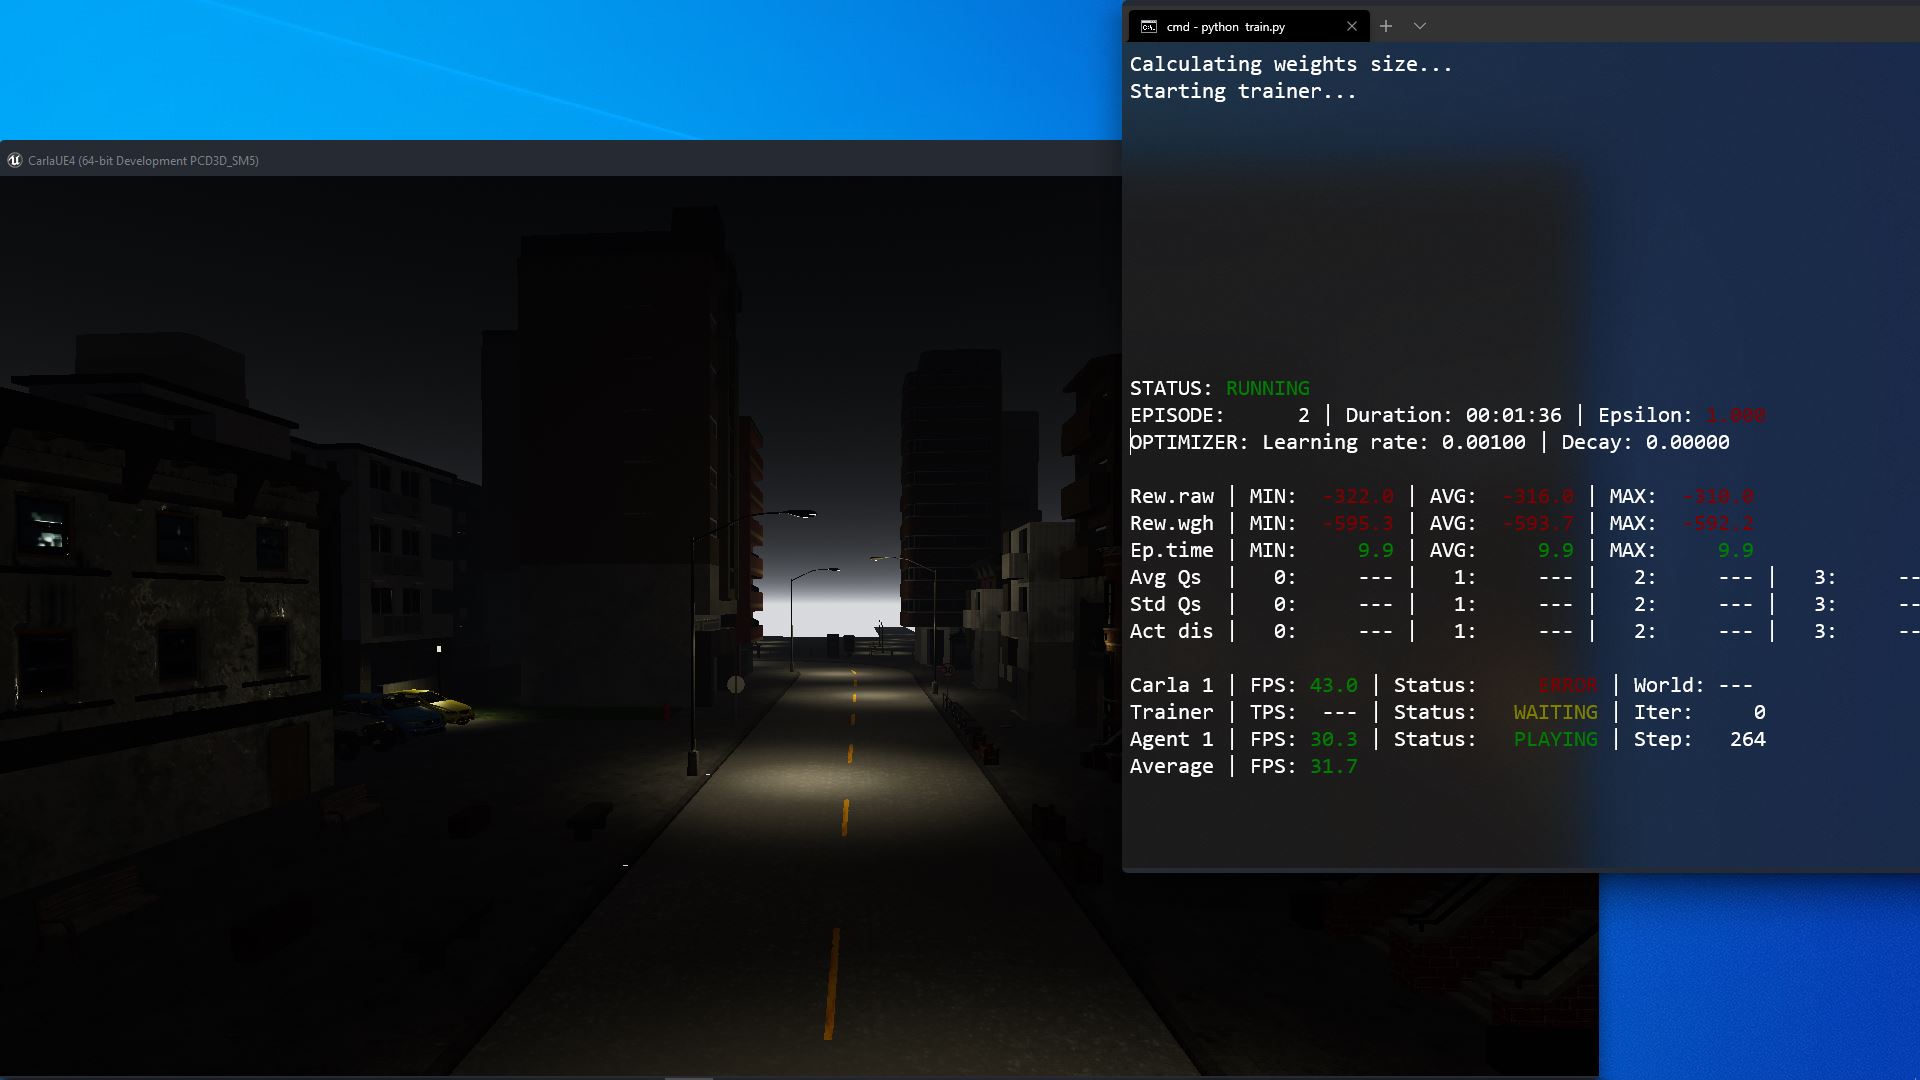 cmd - python  train.py
Calculating weights size...
Starting trainer...
CarlaUE4 (64-bit Development PCD3D_SM5)
STATUS: RUNNING
EPISODE:      2 | Duration: 00:01:36 | Epsilon: 1.000
OPTIMIZER: Learning rate: 0.00100 | Decay: 0.00000
Rew.raw | MIN:  -322.0 | AVG:  -316.0 | MAX:  -310.0
Rew.wgh | MIN:  -595.3 | AVG:  -593.7 | MAX:  -592.2
Ep.time | MIN:     9.9 | AVG:     9.9 | MAX:     9.9
Avg Qs  |   0:     --- |   1:     --- |   2:     --- |   3:     --
Std Qs  |   0:     --- |   1:     --- |   2:     --- |   3:     --
Act dis |   0:     --- |   1:     --- |   2:     --- |   3:     --
Carla 1 | FPS: 43.0 | Status:     ERROR | World: ---
Trainer | TPS:  --- | Status:   WAITING | Iter:     0
Agent 1 | FPS: 30.3 | Status:   PLAYING | Step:   264
Average | FPS: 31.7